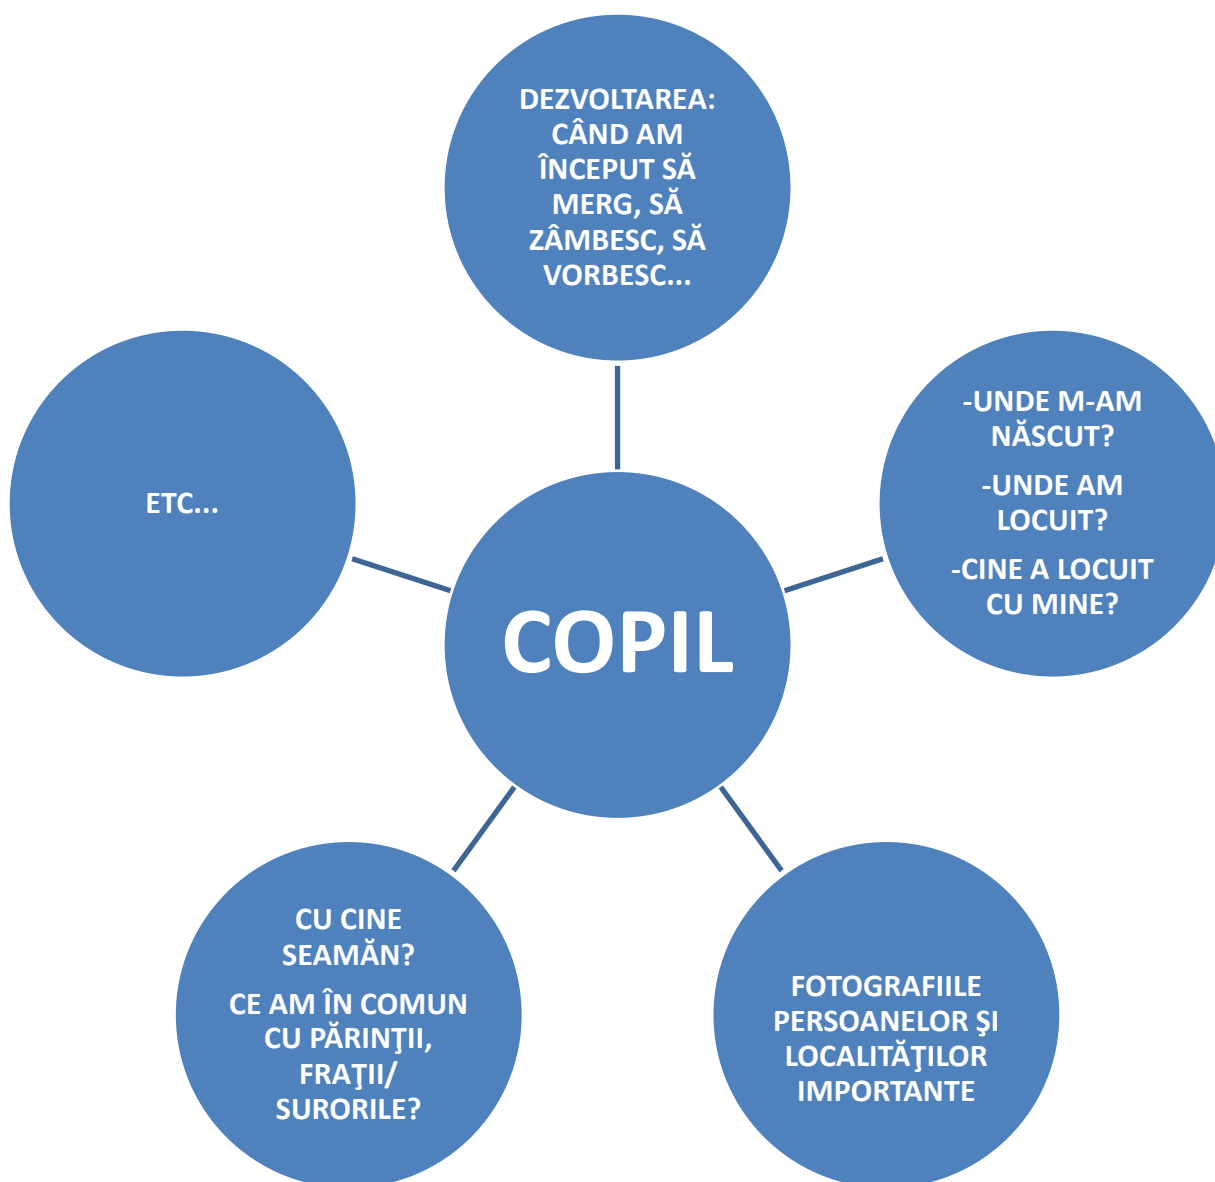 DEZVOLTAREA:
CÂND AM
ÎNCEPUT SĂ
MERG, SĂ
ZÂMBESC, SĂ
VORBESC...
-UNDE M-AM
NĂSCUT?
-UNDE AM
LOCUIT?
-CINE A LOCUIT
CU MINE?
ETC...
COPIL
CU CINE
SEAMĂN?
CE AM ÎN COMUN
CU PĂRINŢII,
FRAŢII/
SURORILE?
FOTOGRAFIILE
PERSOANELOR ŞI
LOCALITĂŢILOR
IMPORTANTE